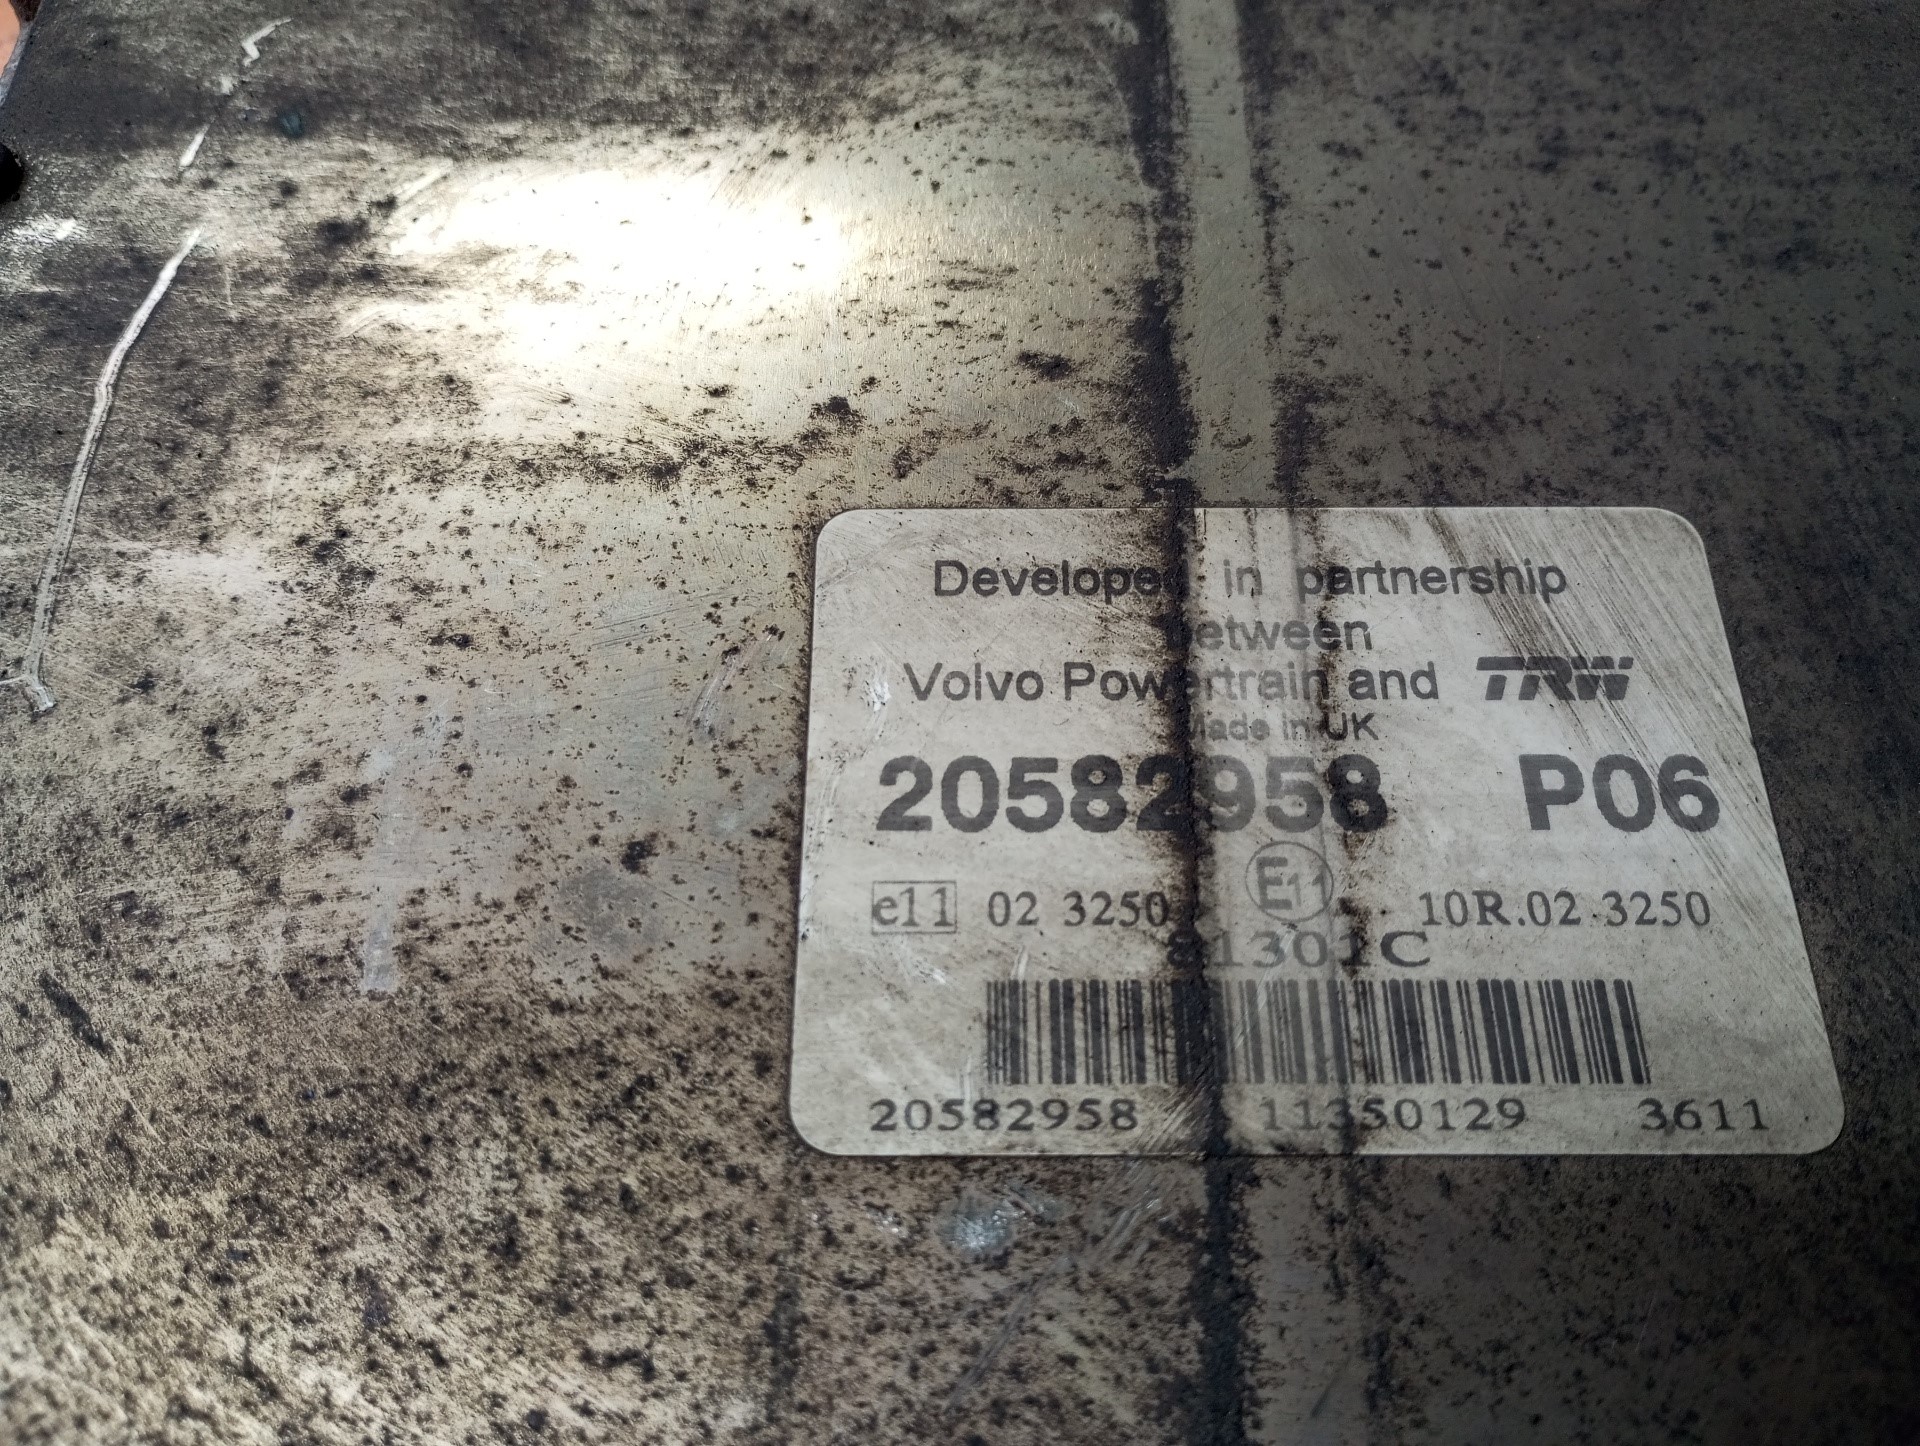 Developed in partnership
between
Volvo Powertrain and TRW
Made in UK
20582958 P06
e11 02 3250 E11 10R.02 3250
81301C
20582958 11350129 3611